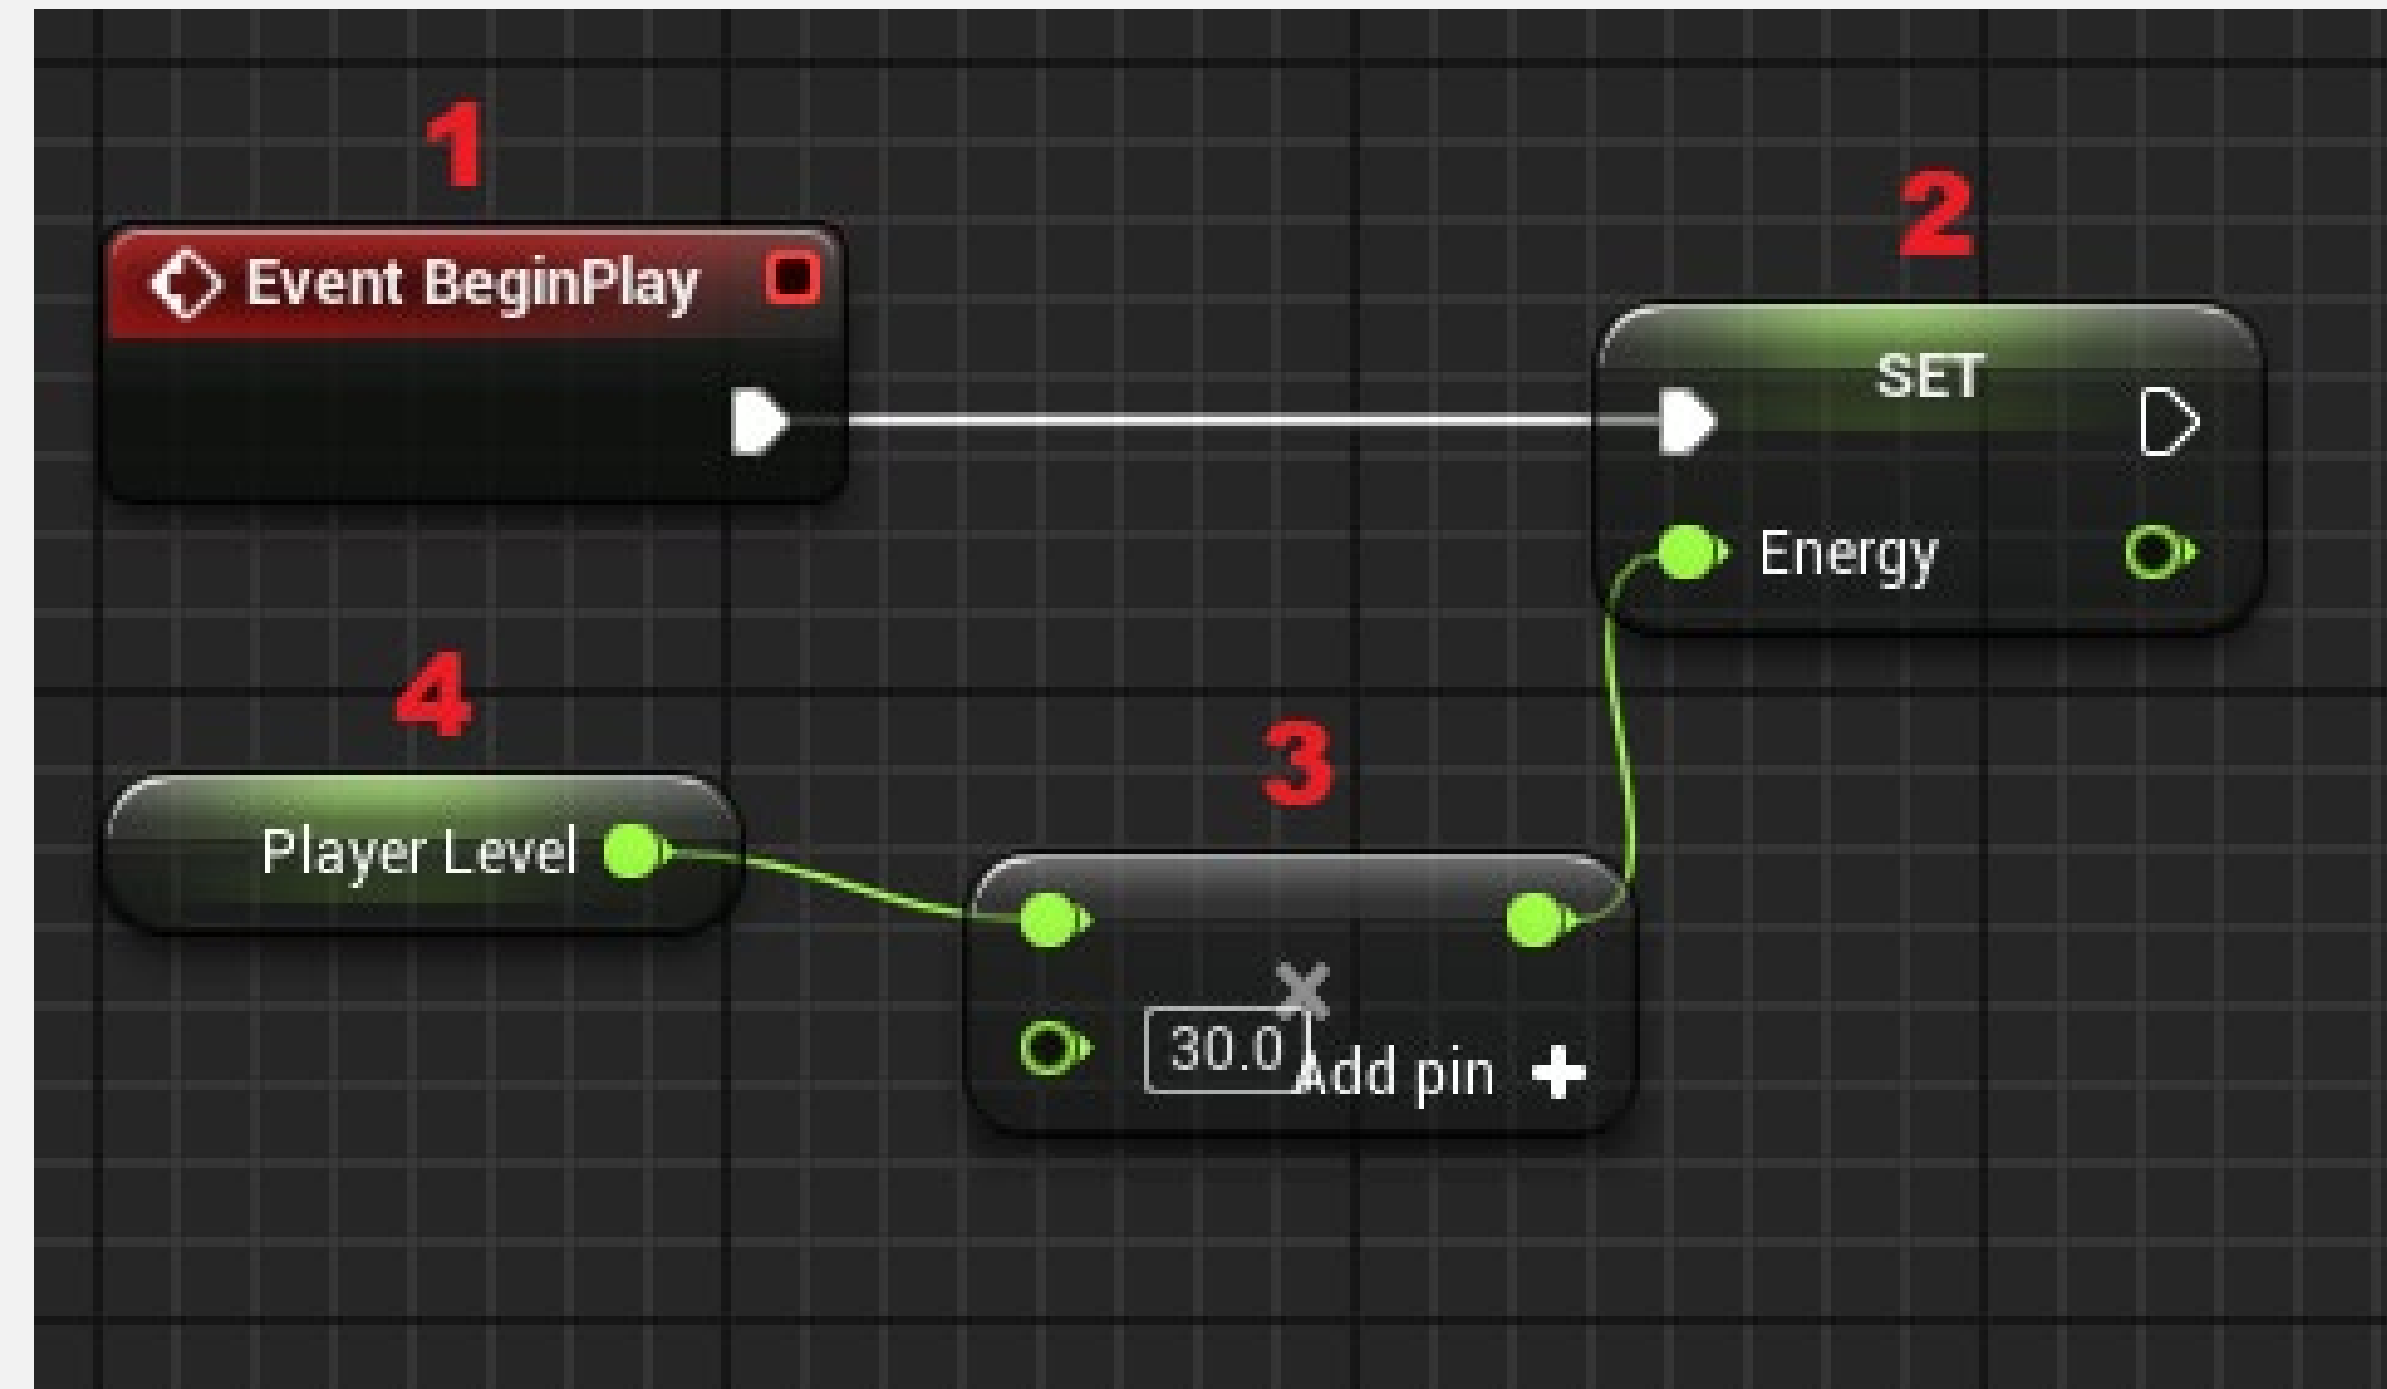 1
Event BeginPlay
2
SET
Energy
4
Player Level
3
×
30.0
Add pin +